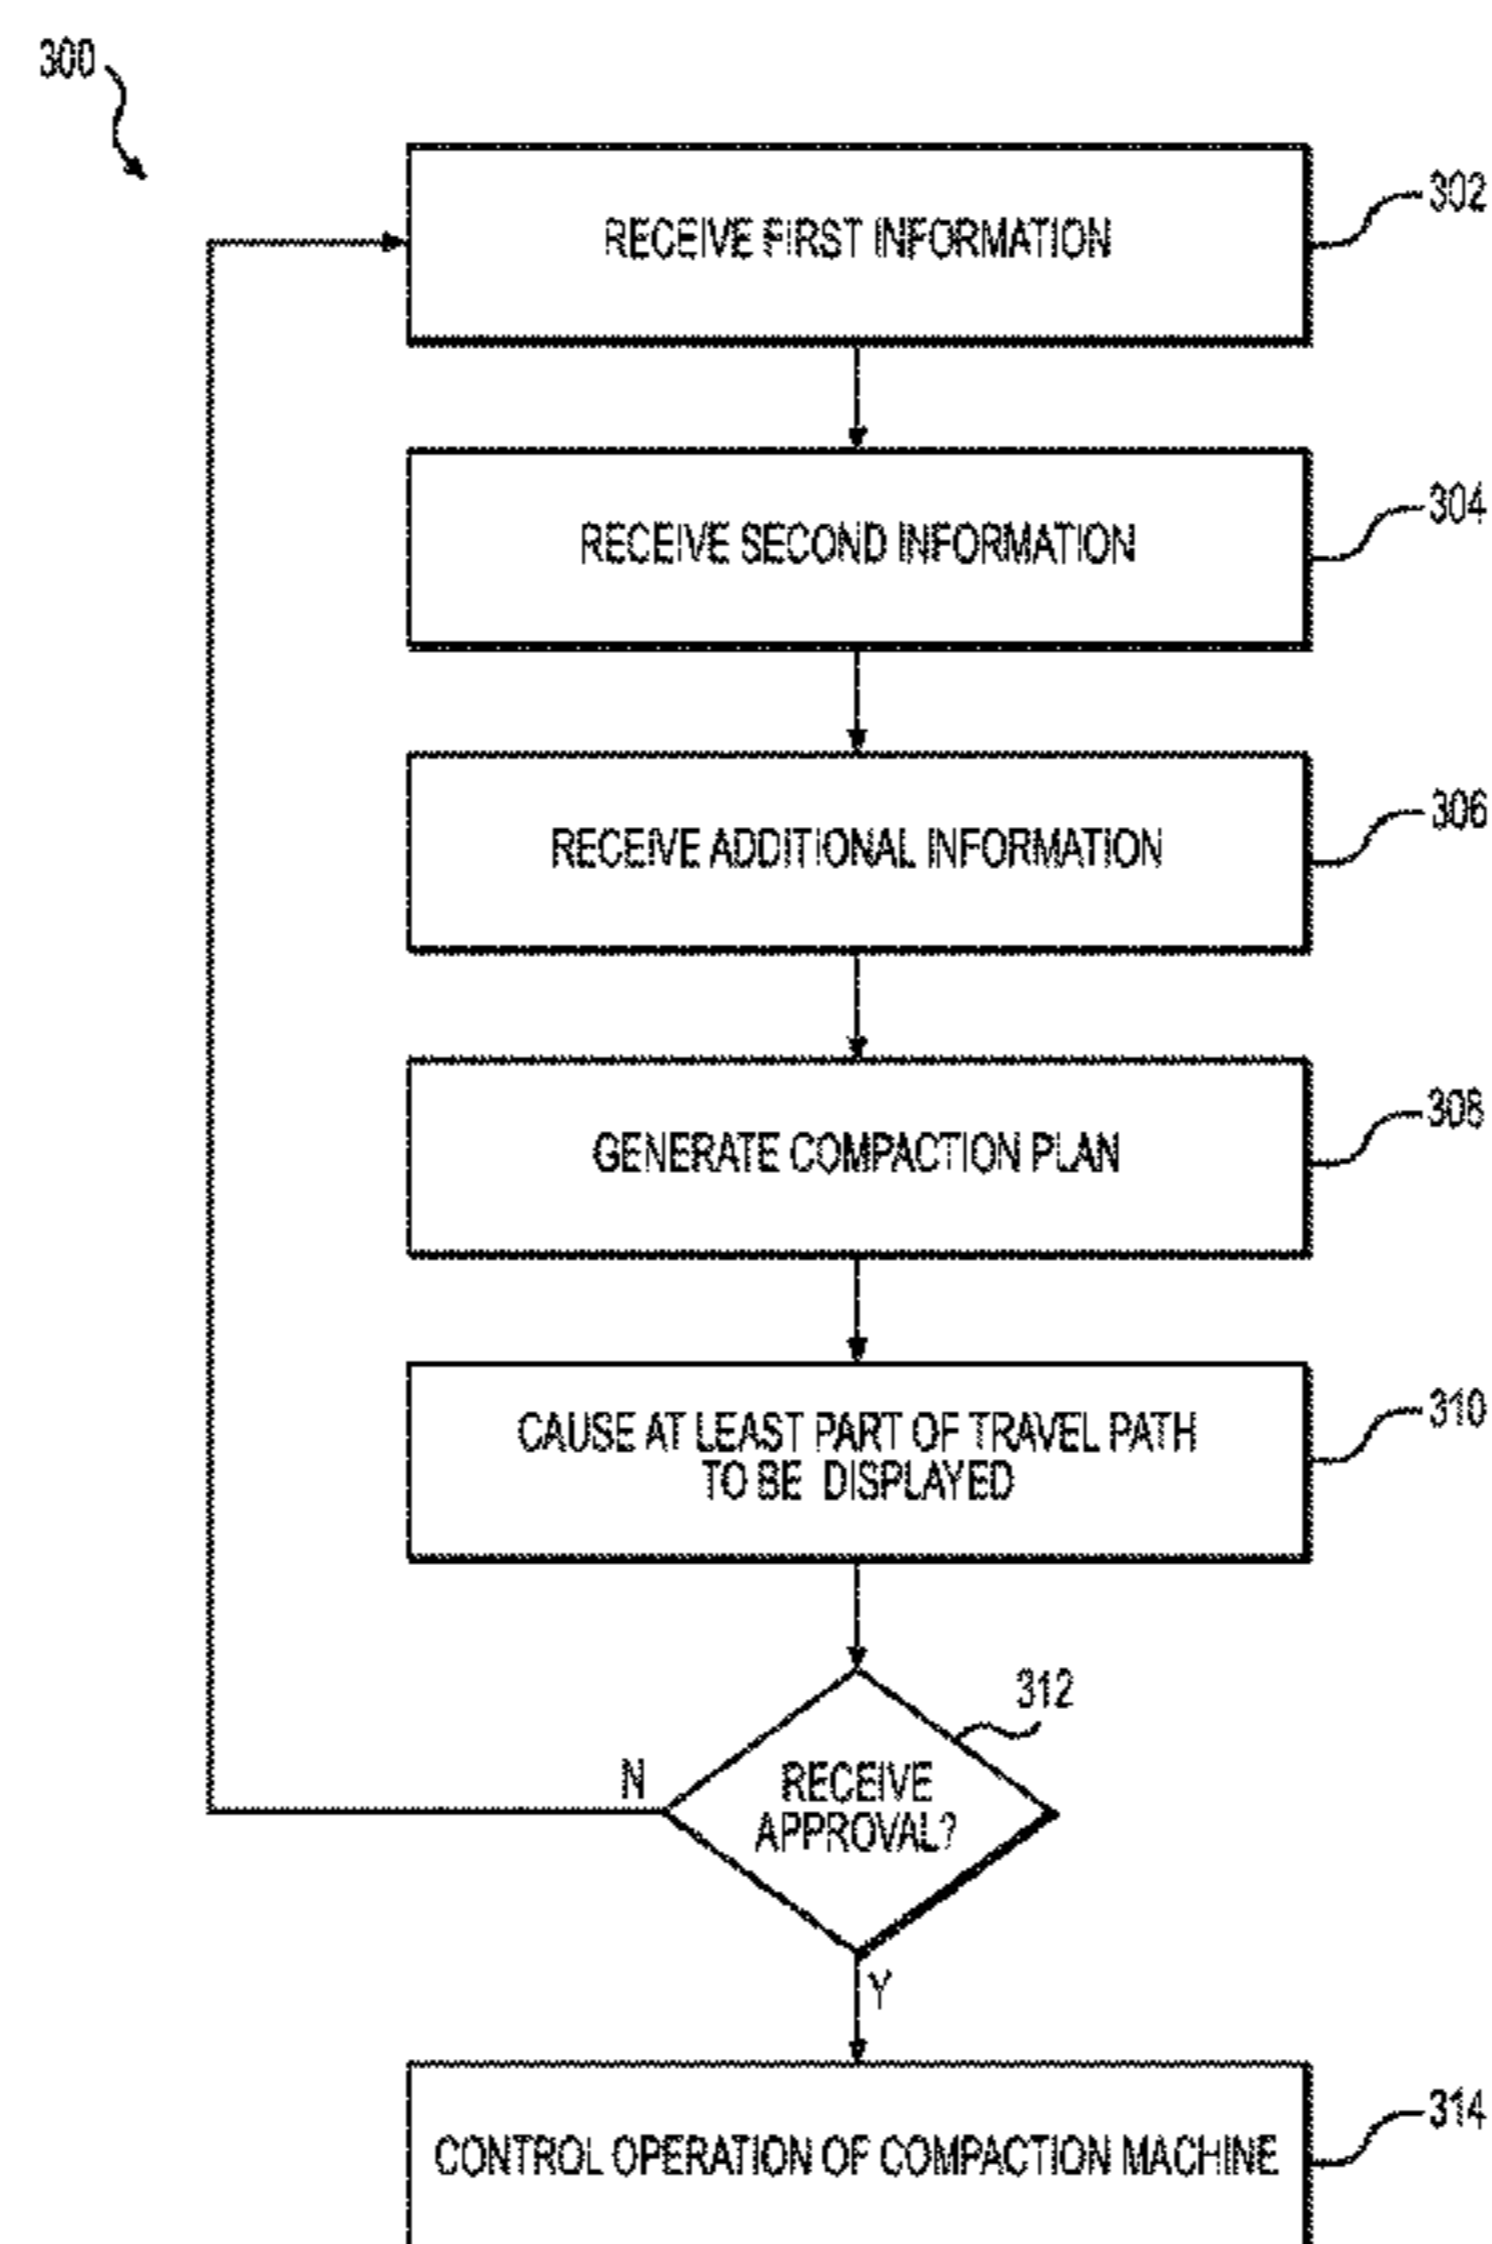 300
RECEIVE FIRST INFORMATION
302
RECEIVE SECOND INFORMATION
304
RECEIVE ADDITIONAL INFORMATION
306
GENERATE COMPACTION PLAN
308
CAUSE AT LEAST PART OF TRAVEL PATH
TO BE DISPLAYED
310
312
RECEIVE
APPROVAL?
N
Y
CONTROL OPERATION OF COMPACTION MACHINE
314